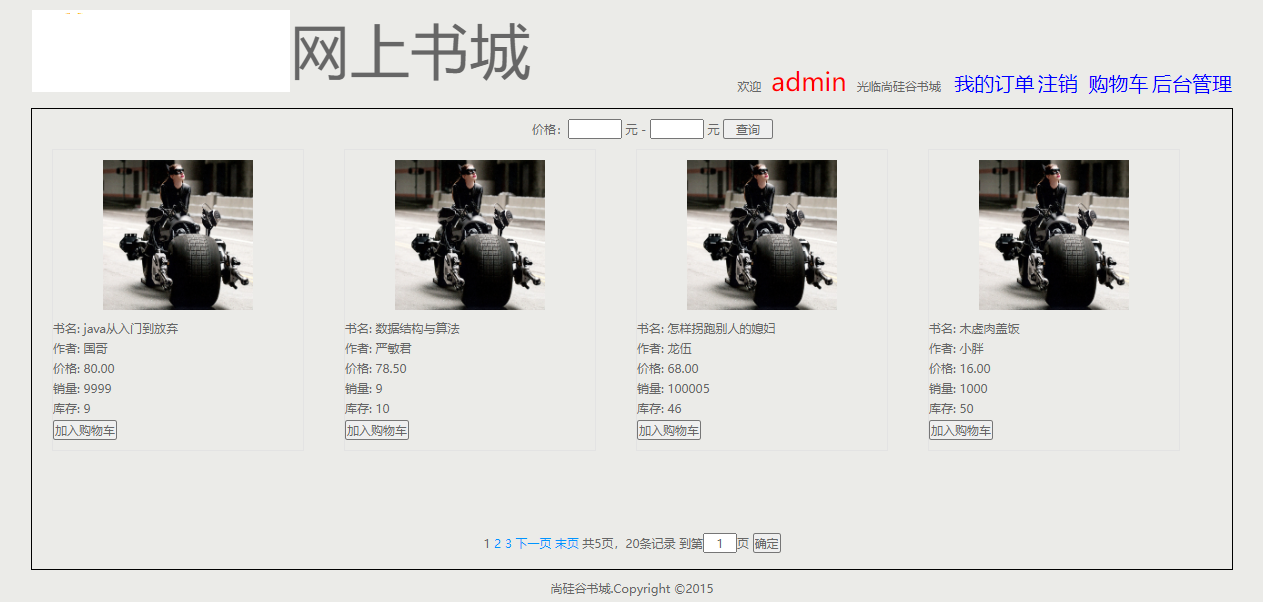 网上书城
欢迎 admin 光临尚硅谷书城 我的订单 注销 购物车 后台管理
价格： 元 - 元 查询
书名: java从入门到放弃
作者: 国哥
价格: 80.00
销量: 9999
库存: 9
加入购物车
书名: 数据结构与算法
作者: 严敏君
价格: 78.50
销量: 9
库存: 10
加入购物车
书名: 怎样拐跑别人的媳妇
作者: 龙伍
价格: 68.00
销量: 100005
库存: 46
加入购物车
书名: 木虚肉盖饭
作者: 小胖
价格: 16.00
销量: 1000
库存: 50
加入购物车
1 2 3 下一页 末页 共5页，20条记录 到第 1 页 确定
尚硅谷书城.Copyright ©2015